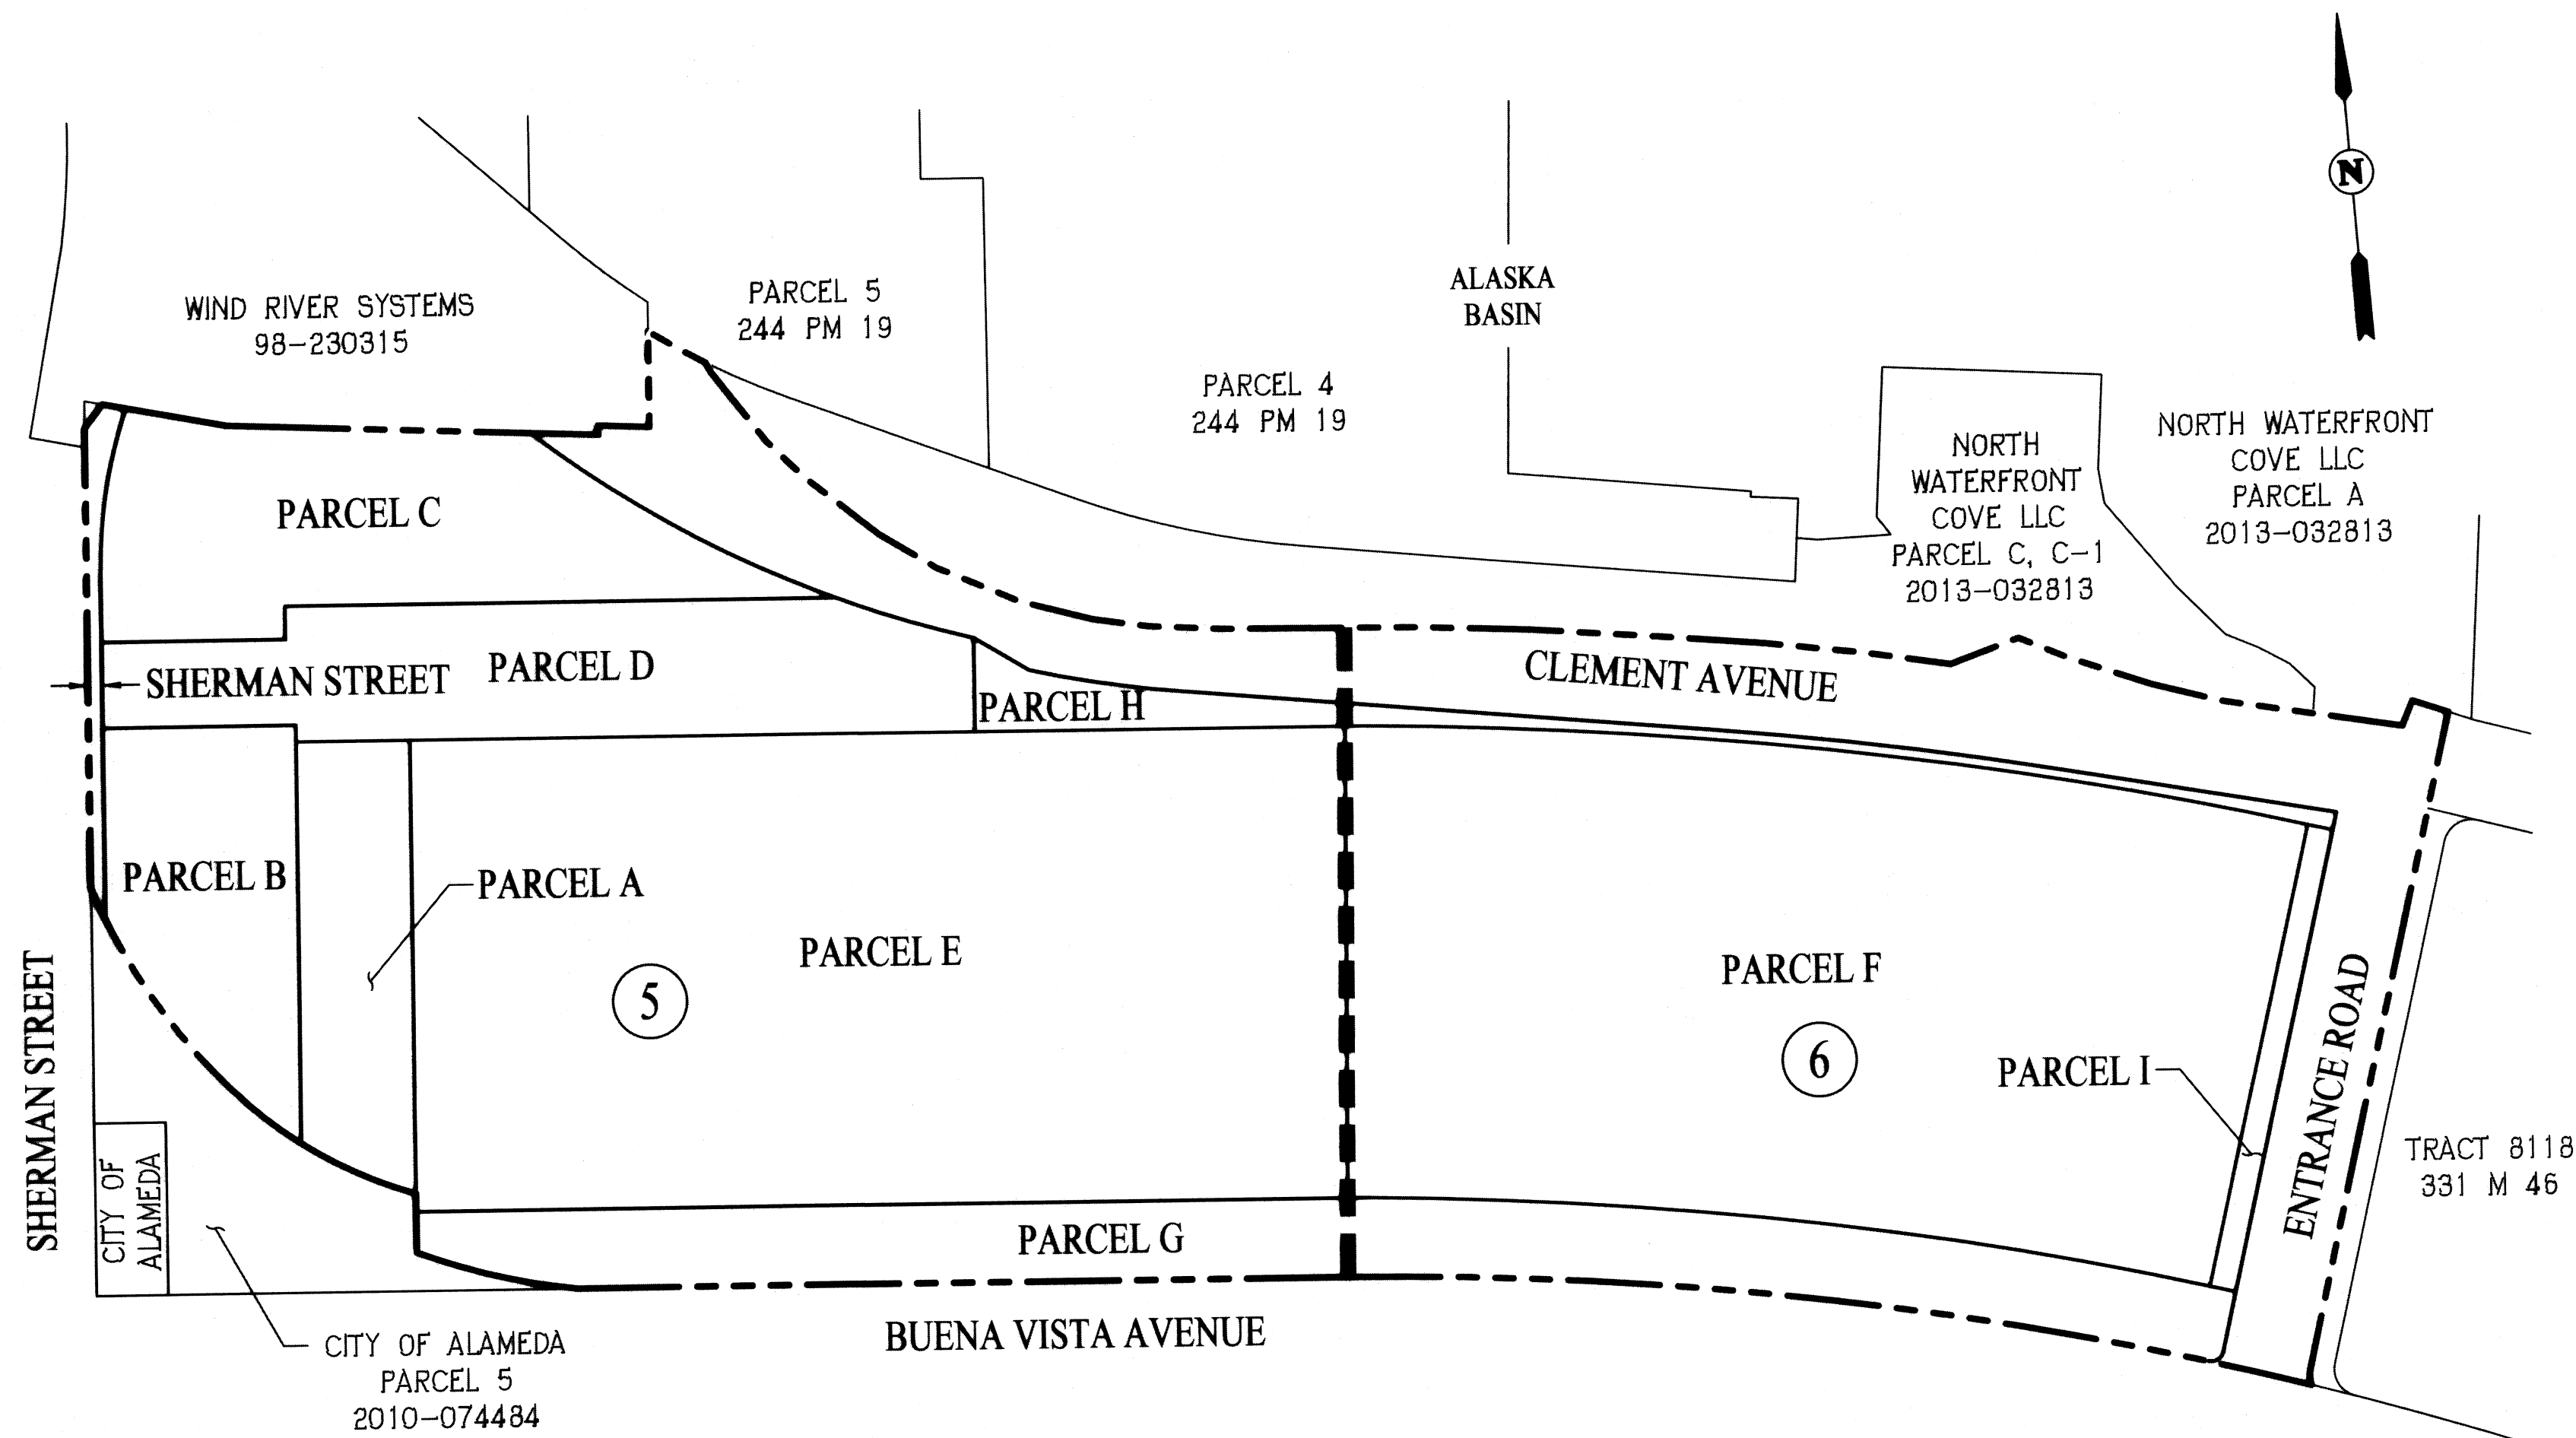 N
WIND RIVER SYSTEMS
98-230315
PARCEL 5
244 PM 19
ALASKA
BASIN
PARCEL 4
244 PM 19
NORTH
WATERFRONT
COVE LLC
PARCEL C, C-1
2013-032813
NORTH WATERFRONT
COVE LLC
PARCEL A
2013-032813
PARCEL C
SHERMAN STREET
PARCEL D
PARCEL H
CLEMENT AVENUE
PARCEL B
PARCEL A
PARCEL E
5
PARCEL F
6
PARCEL I
ENTRANCE ROAD
TRACT 8118
331 M 46
SHERMAN STREET
CITY OF
ALAMEDA
PARCEL G
BUENA VISTA AVENUE
CITY OF ALAMEDA
PARCEL 5
2010-074484